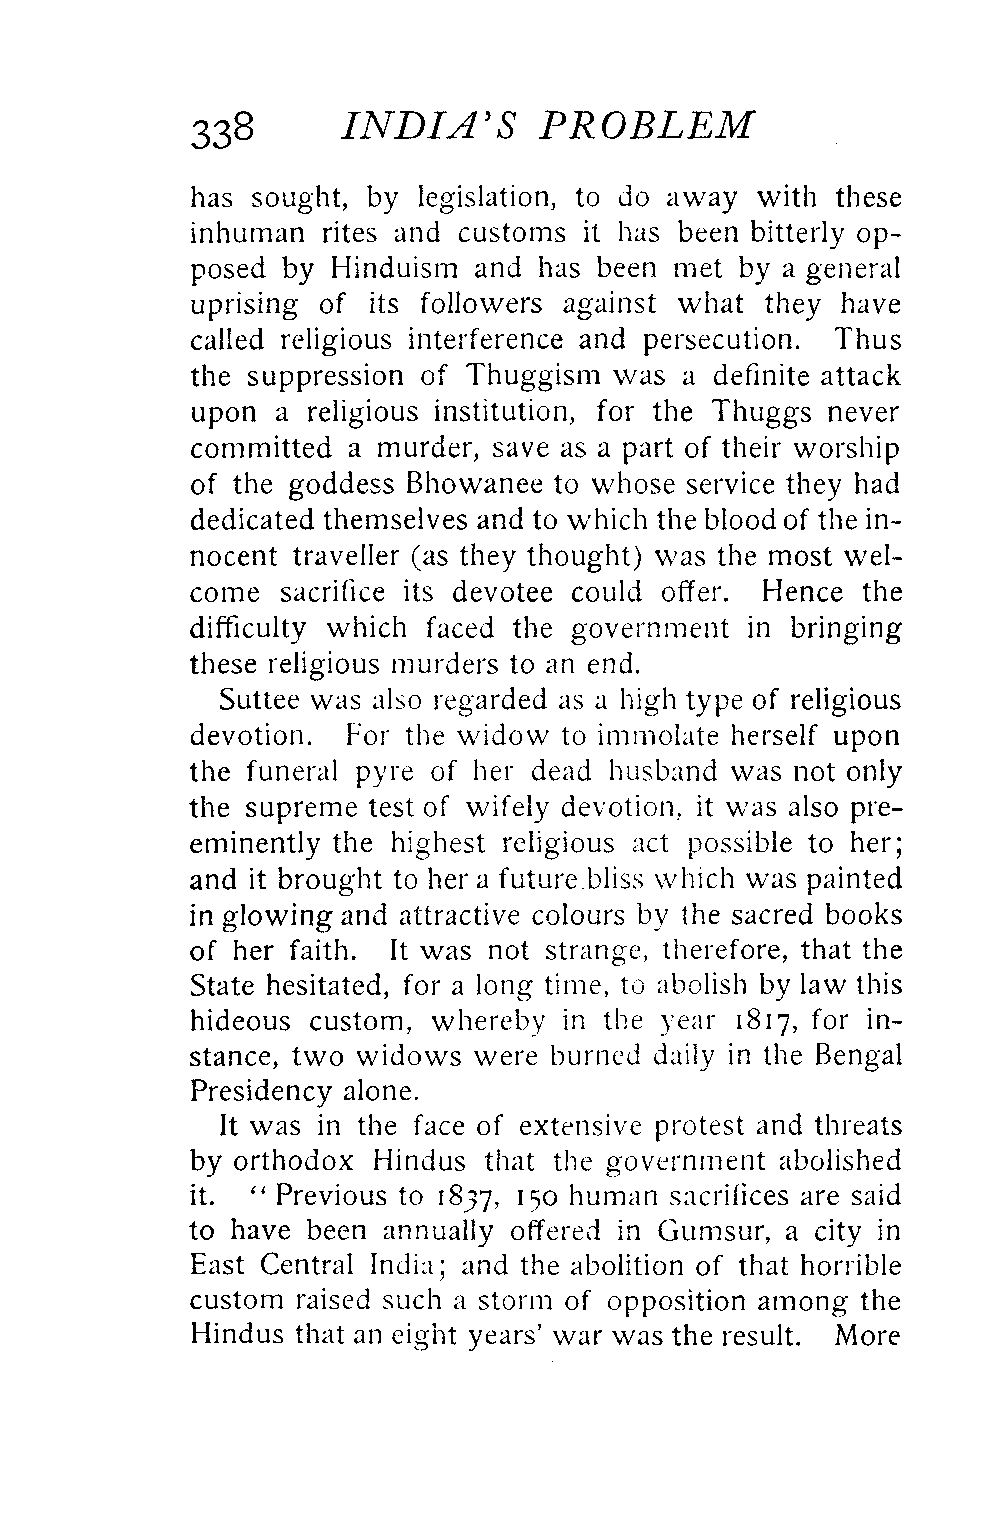 338 INDIA'S PROBLEM
has sought, by legislation, to do away with these
inhuman rites and customs it has been bitterly op-
posed by Hinduism and has been met by a general
uprising of its followers against what they have
called religious interference and persecution. Thus
the suppression of Thuggism was a definite attack
upon a religious institution, for the Thuggs never
committed a murder, save as a part of their worship
of the goddess Bhowanee to whose service they had
dedicated themselves and to which the blood of the in-
nocent traveller (as they thought) was the most wel-
come sacrifice its devotee could offer. Hence the
difficulty which faced the government in bringing
these religious murders to an end.
Suttee was also regarded as a high type of religious
devotion. For the widow to immolate herself upon
the funeral pyre of her dead husband was not only
the supreme test of wifely devotion, it was also pre-
eminently the highest religious act possible to her;
and it brought to her a future bliss which was painted
in glowing and attractive colours by the sacred books
of her faith. It was not strange, therefore, that the
State hesitated, for a long time, to abolish by law this
hideous custom, whereby in the year 1817, for in-
stance, two widows were burned daily in the Bengal
Presidency alone.
It was in the face of extensive protest and threats
by orthodox Hindus that the government abolished
it. "Previous to 1837, 150 human sacrifices are said
to have been annually offered in Gumsur, a city in
East Central India; and the abolition of that horrible
custom raised such a storm of opposition among the
Hindus that an eight years' war was the result. More